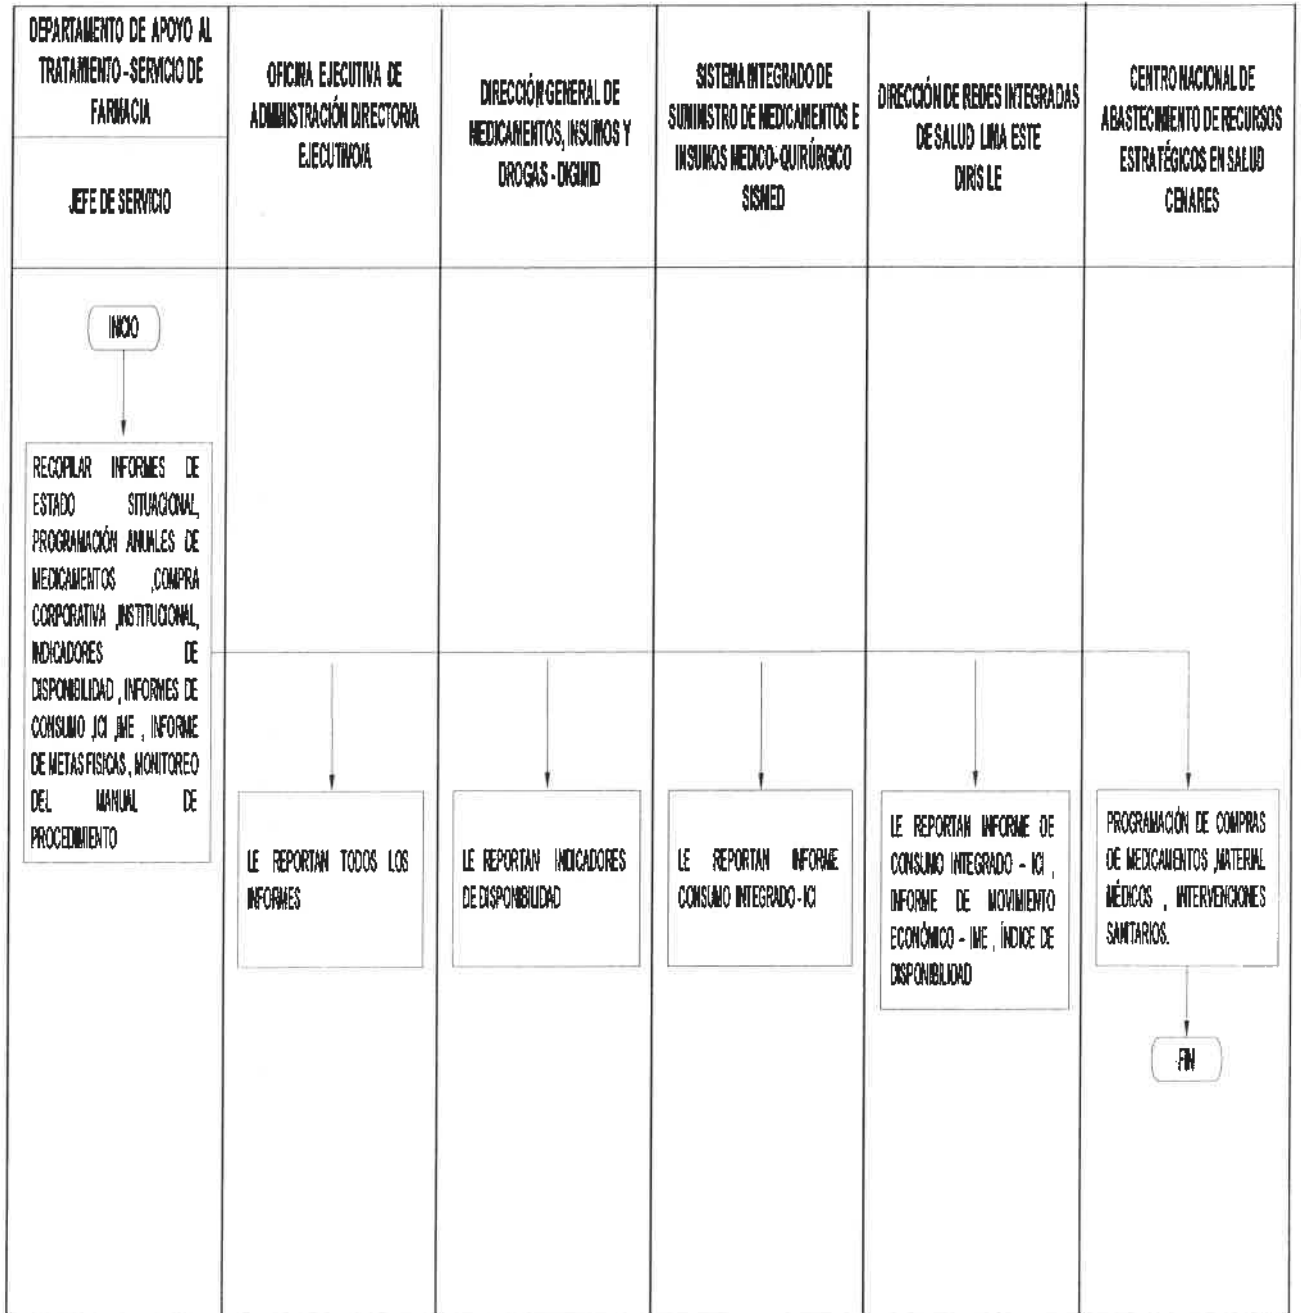 DEPARTAMENTO DE APOYO AL
TRATAMIENTO - SERVICIO DE
FARMACIA
JEFE DE SERVICIO
OFICINA EJECUTIVA DE
ADMINISTRACIÓN DIRECTOR/A
EJECUTIVO/A
DIRECCIÓN GENERAL DE
MEDICAMENTOS, INSUMOS Y
DROGAS - DIGIMID
SISTEMA INTEGRADO DE
SUMINISTRO DE MEDICAMENTOS E
INSUMOS MEDICO- QUIRÚRGICO
SISMED
DIRECCIÓN DE REDES INTEGRADAS
DE SALUD LIMA ESTE
DIRIS LE
CENTRO NACIONAL DE
ABASTECIMIENTO DE RECURSOS
ESTRATÉGICOS EN SALUD
CENARES
INICIO
RECOPILAR INFORMES DE
ESTADO SITUACIONAL,
PROGRAMACIÓN ANUALES DE
MEDICAMENTOS ,COMPRA
CORPORATIVA ,INSTITUCIONAL,
INDICADORES DE
DISPONIBILIDAD , INFORMES DE
CONSUMO ,ICI ,IME , INFORME
DE METAS FISICAS , MONITOREO
DEL MANUAL DE
PROCEDIMIENTO
LE REPORTAN TODOS LOS
INFORMES
LE REPORTAN INDICADORES
DE DISPONIBILIDAD
LE REPORTAN INFORME
CONSUMO INTEGRADO - ICI
LE REPORTAN INFORME DE
CONSUMO INTEGRADO – ICI ,
INFORME DE MOVIMIENTO
ECONÓMICO – IME , ÍNDICE DE
DISPONIBILIDAD
PROGRAMACIÓN DE COMPRAS
DE MEDICAMENTOS ,MATERIAL
MÉDICOS , INTERVENCIONES
SANITARIOS.
FIN